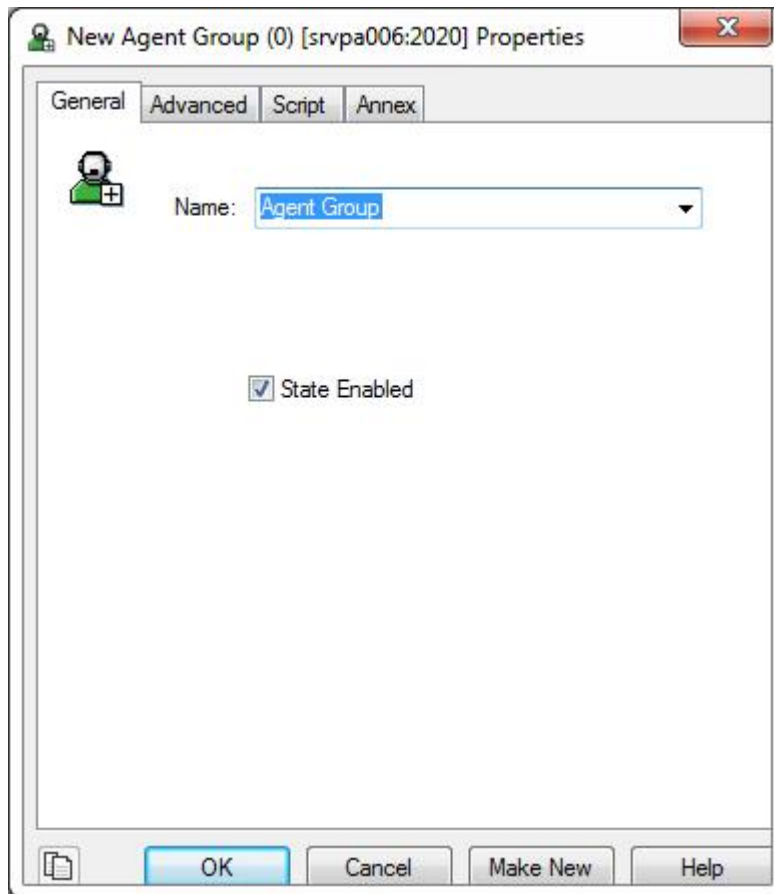 New Agent Group (0) [srvpa006:2020] Properties
General Advanced Script Annex
Name: Agent Group
State Enabled
OK Cancel Make New Help